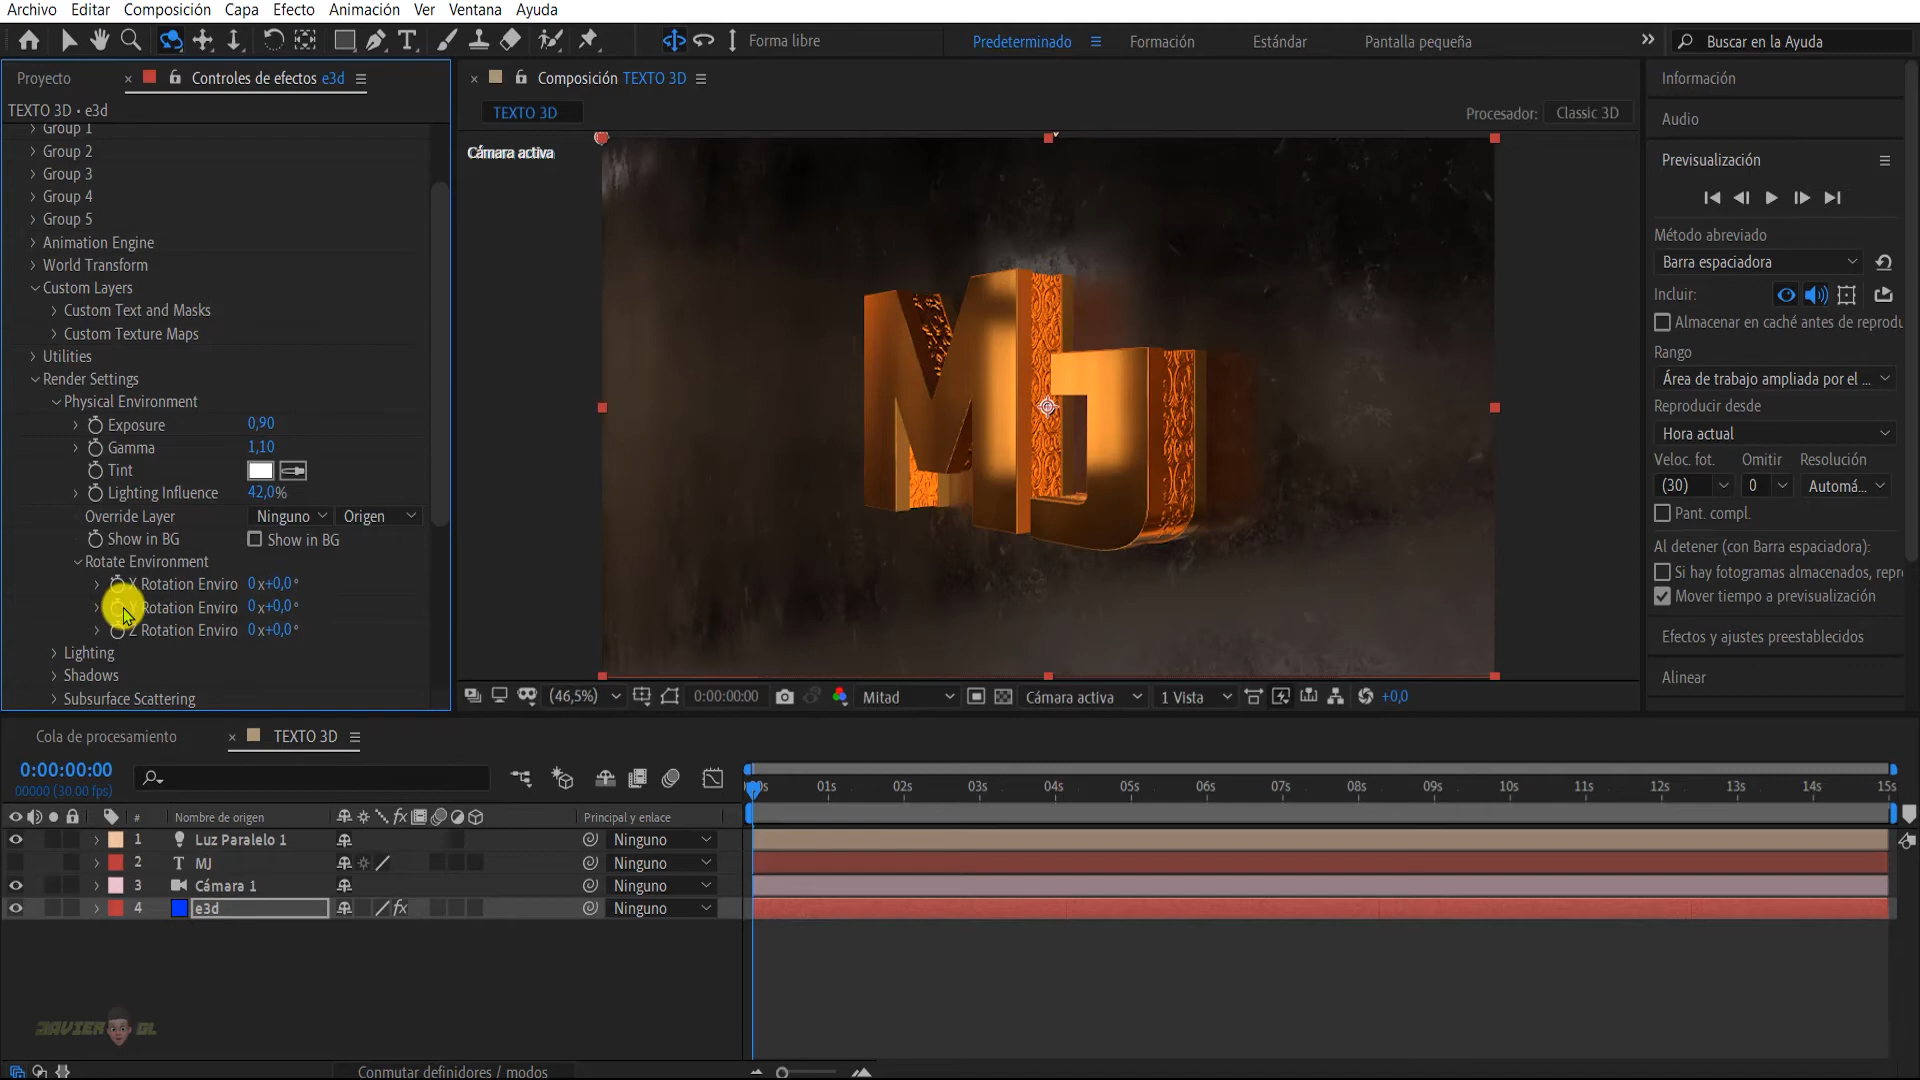 Archivo Editar Composición Capa Efecto Animación Ver Ventana Ayuda
Forma libre
Predeterminado
Formación
Estándar
Pantalla pequeña
Buscar en la Ayuda
Proyecto
Controles de efectos e3d
TEXTO 3D • e3d
Group 1
Group 2
Group 3
Group 4
Group 5
Animation Engine
World Transform
Custom Layers
Custom Text and Masks
Custom Texture Maps
Utilities
Render Settings
Physical Environment
Exposure 0,90
Gamma 1,10
Tint
Lighting Influence 42,0%
Override Layer Ninguno Origen
Show in BG Show in BG
Rotate Environment
X Rotation Enviro 0x+0,0°
Y Rotation Enviro 0x+0,0°
Z Rotation Enviro 0x+0,0°
Lighting
Shadows
Subsurface Scattering
Composición TEXTO 3D
TEXTO 3D
Procesador: Classic 3D
Cámara activa
MJ
(46,5%) 0:00:00:00 Mitad Cámara activa 1 Vista +0,0
Información
Audio
Previsualización
Método abreviado
Barra espaciadora
Incluir:
Almacenar en caché antes de reprodu
Rango
Área de trabajo ampliada por el ...
Reproducir desde
Hora actual
Veloc. fot. Omitir Resolución
(30) 0 Automá...
Pant. compl.
Al detener (con Barra espaciadora):
Si hay fotogramas almacenados, repr
Mover tiempo a previsualización
Efectos y ajustes preestablecidos
Alinear
Cola de procesamiento
TEXTO 3D
0:00:00:00
00000 (30.00 fps)
01s 02s 03s 04s 05s 06s 07s 08s 09s 10s 11s 12s 13s 14s 15s
# Nombre de origen fx Principal y enlace
1 Luz Paralelo 1 Ninguno
2 T MJ Ninguno
3 Cámara 1 Ninguno
4 e3d fx Ninguno
JAVIER GL
Conmutar definidores / modos